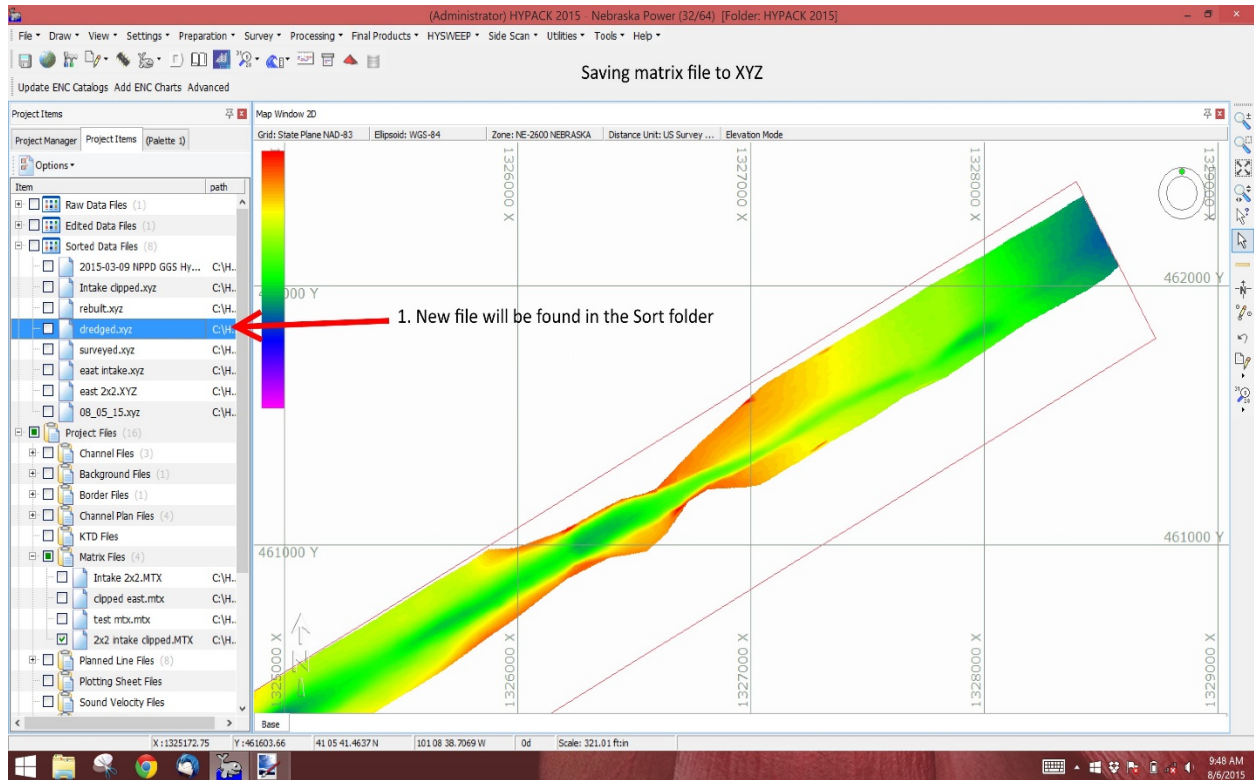 (Administrator) HYPACK 2015 - Nebraska Power (32/64) [Folder: HYPACK 2015]
File Draw View Settings Preparation Survey Processing Final Products HYSWEEP Side Scan Utilities Tools Help
Saving matrix file to XYZ
Update ENC Catalogs Add ENC Charts Advanced
Project Items
Map Window 2D
Project Manager Project Items (Palette 1)
Grid: State Plane NAD-83 Elipsoid: WGS-84 Zone: NE-2600 NEBRASKA Distance Unit: US Survey ... Elevation Mode
Options
Item path
Raw Data Files (1)
Edited Data Files (1)
Sorted Data Files (8)
2015-03-09 NPPD GGS Hy... C:\H..
Intake clipped.xyz C:\H..
rebuilt.xyz C:\H..
dredged.xyz C:\H..
surveyed.xyz C:\H..
eaat intake.xyz C:\H..
east 2x2.XYZ C:\H..
08_05_15.xyz C:\H..
Project Files (16)
Channel Files (3)
Background Files (1)
Border Files (1)
Channel Plan Files (4)
KTD Files
Matrix Files (4)
Intake 2x2.MTX C:\H..
clipped east.mtx C:\H..
test mtx.mtx C:\H..
2x2 intake clipped.MTX C:\H..
Planned Line Files (8)
Plotting Sheet Files
Sound Velocity Files
1326000 X
1327000 X
1328000 X
1329000 X
462000 Y
000 Y
1. New file will be found in the Sort folder
461000 Y
461000 Y
1325000 X
1326000 X
1327000 X
1328000 X
1329000 X
Base
X :1325172.75 Y :461603.66 41 05 41.4637 N 101 08 38.7069 W 0d Scale: 321.01 ft:in
9:48 AM
8/6/2015